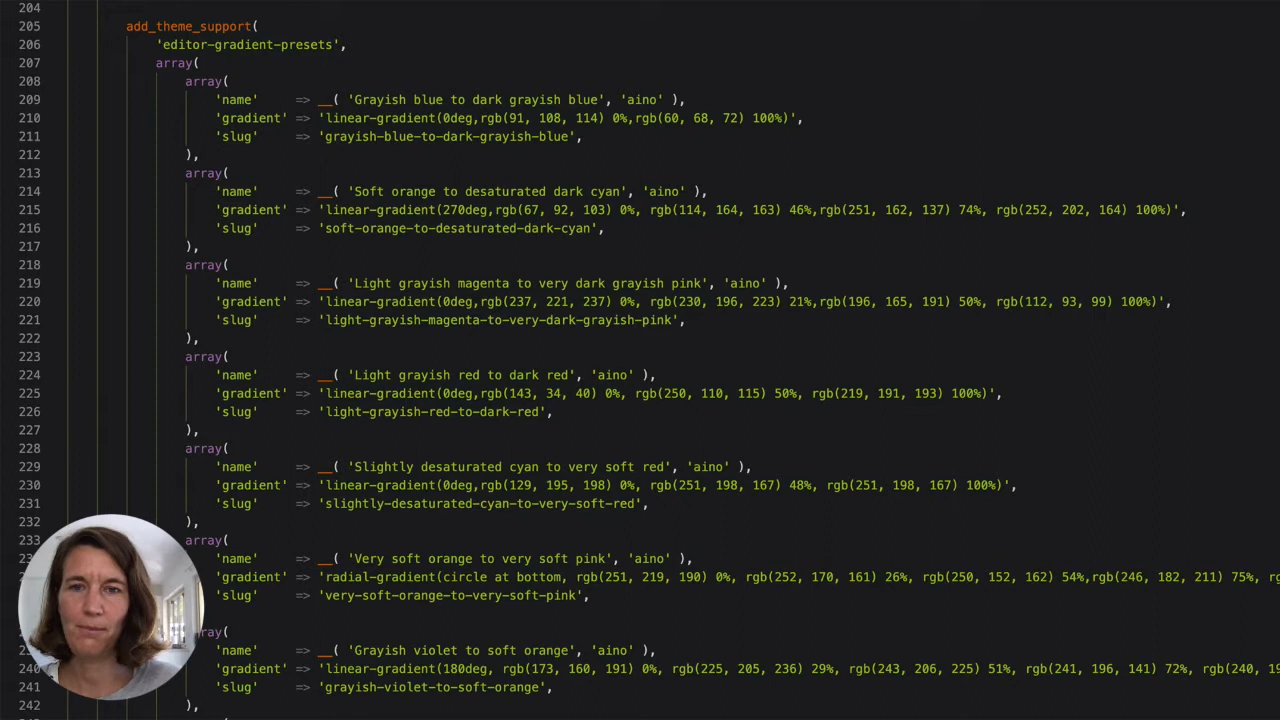 204
205 add_theme_support(
206 'editor-gradient-presets',
207 array(
208 array(
209 'name' => __( 'Grayish blue to dark grayish blue', 'aino' ),
210 'gradient' => 'linear-gradient(0deg,rgb(91, 108, 114) 0%,rgb(60, 68, 72) 100%)',
211 'slug' => 'grayish-blue-to-dark-grayish-blue',
212 ),
213 array(
214 'name' => __( 'Soft orange to desaturated dark cyan', 'aino' ),
215 'gradient' => 'linear-gradient(270deg,rgb(67, 92, 103) 0%, rgb(114, 164, 163) 46%,rgb(251, 162, 137) 74%, rgb(252, 202, 164) 100%)',
216 'slug' => 'soft-orange-to-desaturated-dark-cyan',
217 ),
218 array(
219 'name' => __( 'Light grayish magenta to very dark grayish pink', 'aino' ),
220 'gradient' => 'linear-gradient(0deg,rgb(237, 221, 237) 0%, rgb(230, 196, 223) 21%,rgb(196, 165, 191) 50%, rgb(112, 93, 99) 100%)',
221 'slug' => 'light-grayish-magenta-to-very-dark-grayish-pink',
222 ),
223 array(
224 'name' => __( 'Light grayish red to dark red', 'aino' ),
225 'gradient' => 'linear-gradient(0deg,rgb(143, 34, 40) 0%, rgb(250, 110, 115) 50%, rgb(219, 191, 193) 100%)',
226 'slug' => 'light-grayish-red-to-dark-red',
227 ),
228 array(
229 'name' => __( 'Slightly desaturated cyan to very soft red', 'aino' ),
230 'gradient' => 'linear-gradient(0deg,rgb(129, 195, 198) 0%, rgb(251, 198, 167) 48%, rgb(251, 198, 167) 100%)',
231 'slug' => 'slightly-desaturated-cyan-to-very-soft-red',
232 ),
233 array(
'name' => __( 'Very soft orange to very soft pink', 'aino' ),
'gradient' => 'radial-gradient(circle at bottom, rgb(251, 219, 190) 0%, rgb(252, 170, 161) 26%, rgb(250, 152, 162) 54%,rgb(246, 182, 211) 75%,
'slug' => 'very-soft-orange-to-very-soft-pink',
array(
'name' => __( 'Grayish violet to soft orange', 'aino' ),
240 'gradient' => 'linear-gradient(180deg, rgb(173, 160, 191) 0%, rgb(225, 205, 236) 29%, rgb(243, 206, 225) 51%, rgb(241, 196, 141) 72%, rgb(240,
241 'slug' => 'grayish-violet-to-soft-orange',
242 ),